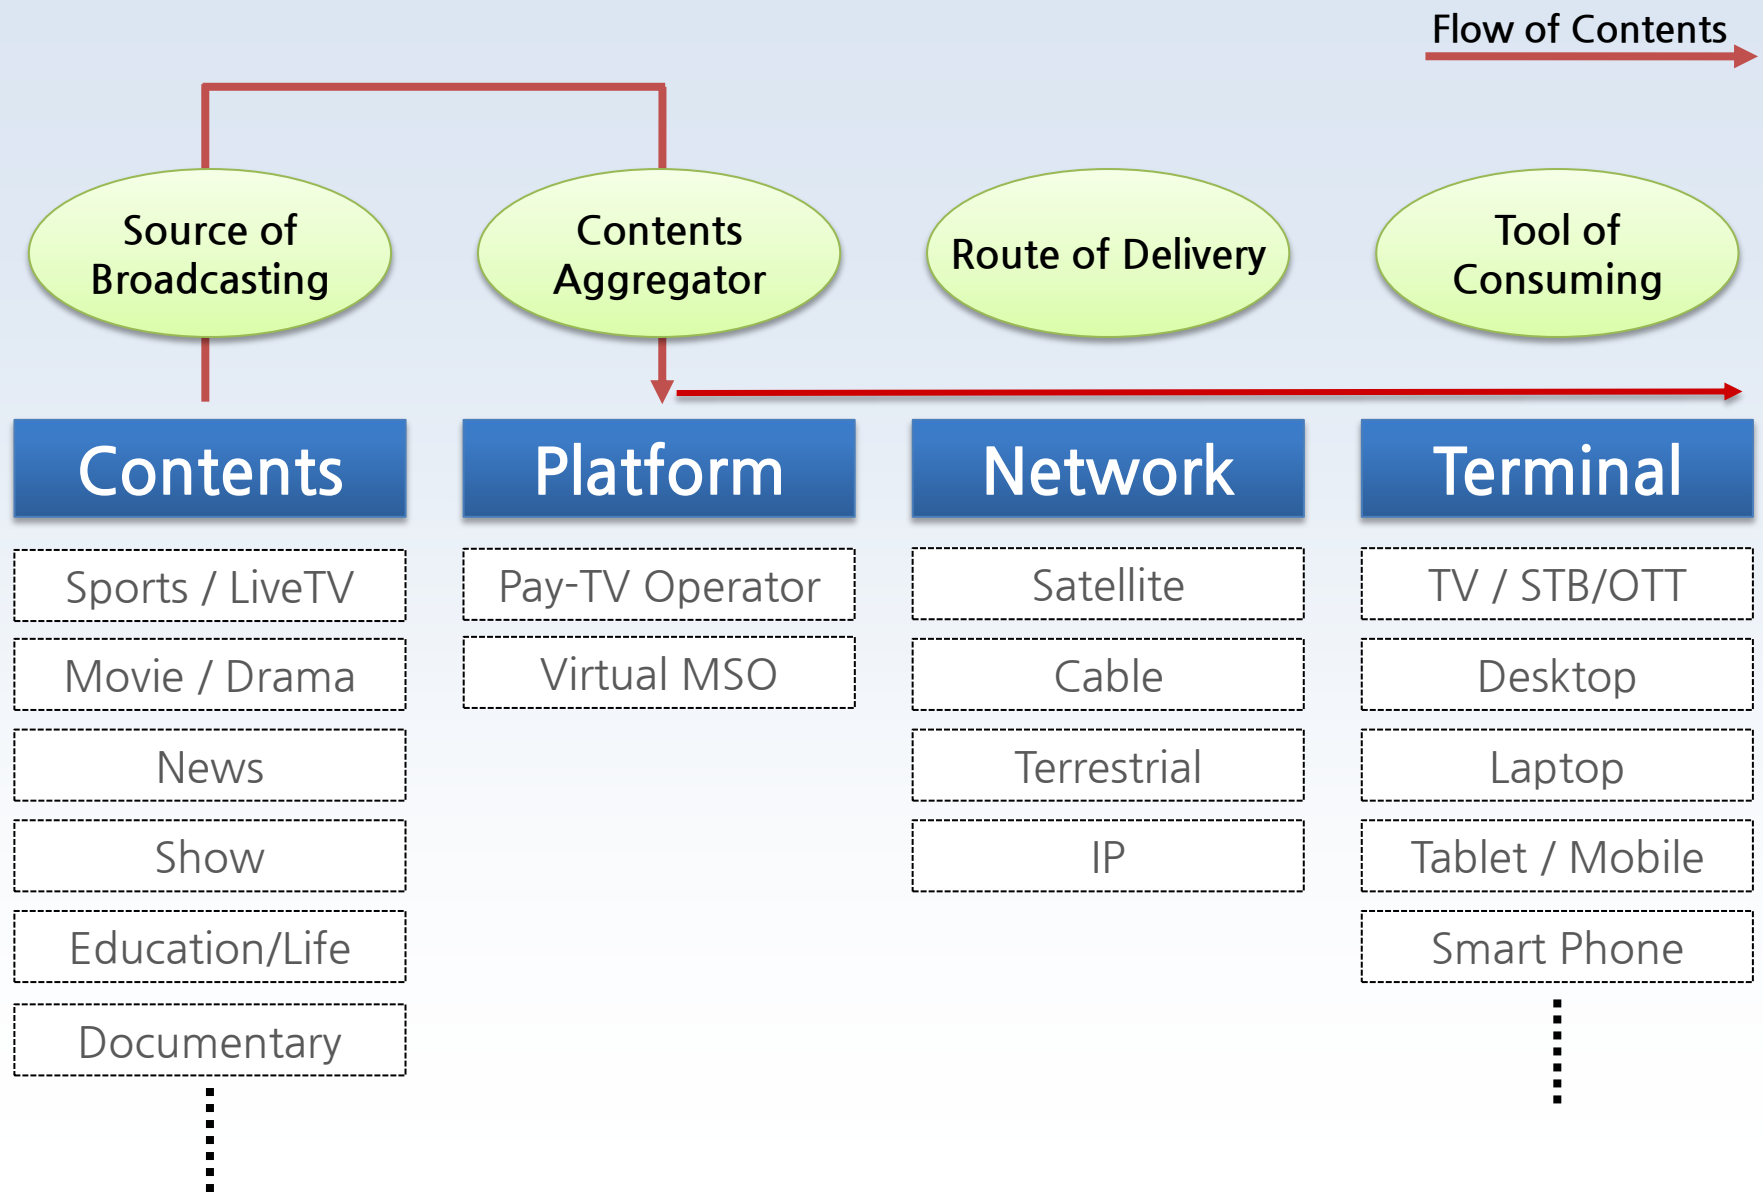 Flow of Contents
Source of
Broadcasting
Contents
Aggregator
Route of Delivery
Tool of
Consuming
Contents
Platform
Network
Terminal
Sports / LiveTV
Movie / Drama
News
Show
Education/Life
Documentary
Pay-TV Operator
Virtual MSO
Satellite
Cable
Terrestrial
IP
TV / STB/OTT
Desktop
Laptop
Tablet / Mobile
Smart Phone